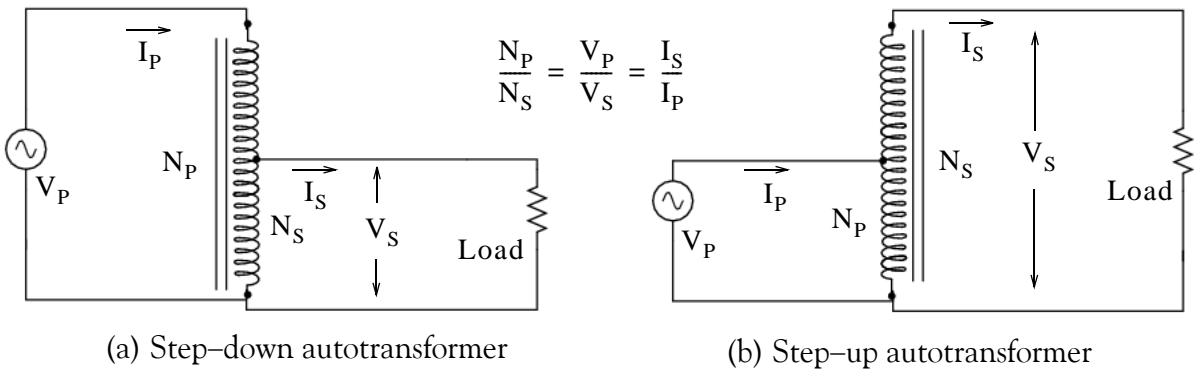 I_P
N_P
V_P
I_S
N_S
V_S
Load
N_P/N_S = V_P/V_S = I_S/I_P
I_S
N_S
V_S
Load
I_P
N_P
V_P
(a) Step–down autotransformer
(b) Step–up autotransformer